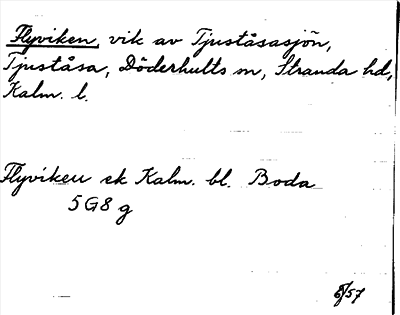 Flyviken, vik av Tjuståsasjön,
Tjuståsa, Döderhults sn, Stranda hd,
Kalm. l.
Flyviken ek Kalm. bl. Boda
5G8 g
8/57